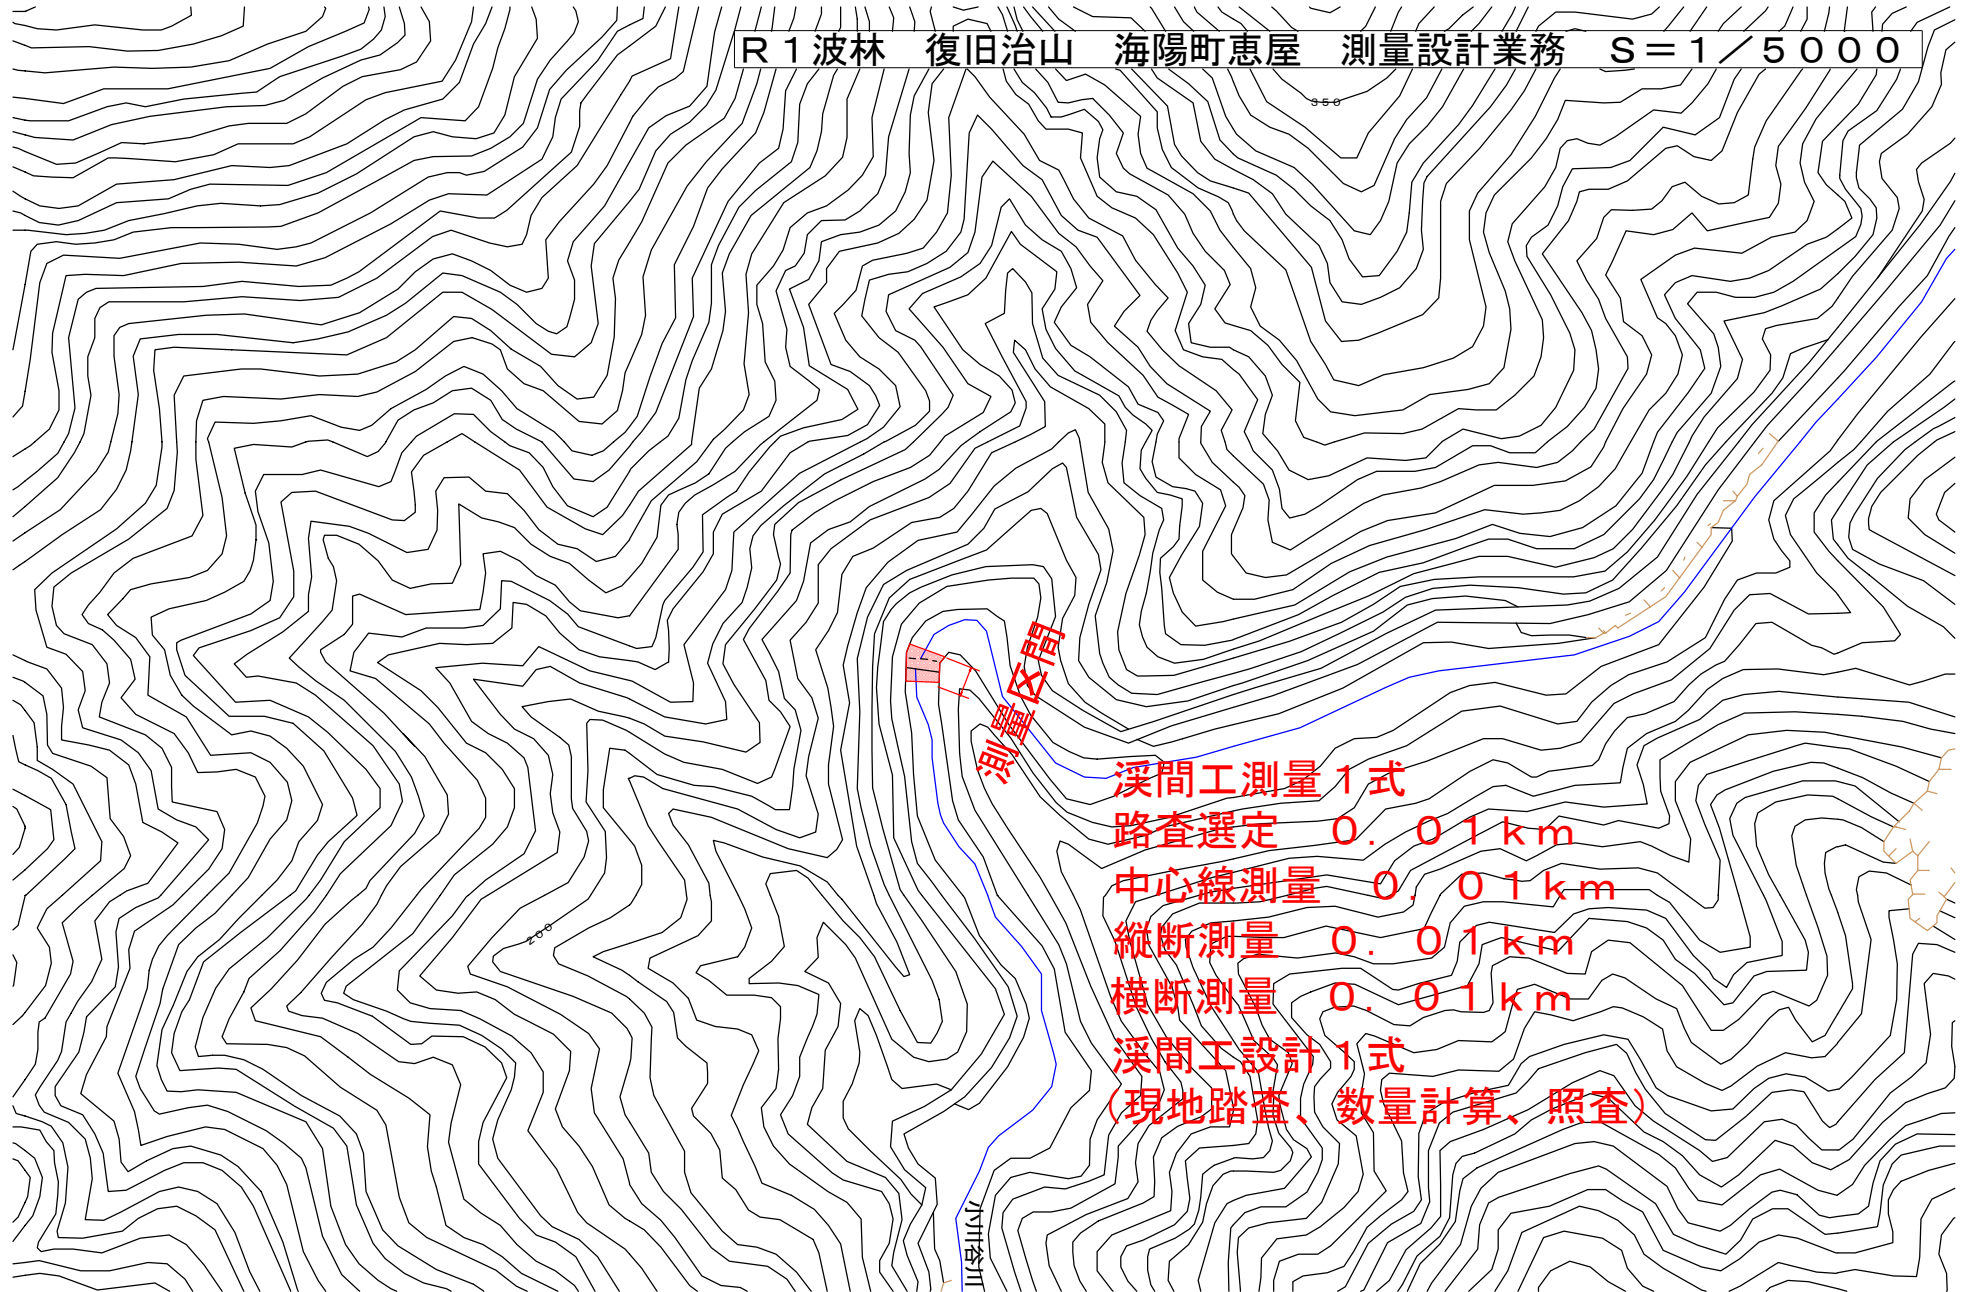 R1波林　復旧治山　海陽町恵屋　測量設計業務　S＝1／5000
350
測量区間
渓間工測量1式
路査選定　0．01km
中心線測量　0．01km
縦断測量　0．01km
横断測量　0．01km
渓間工設計1式
(現地踏査、数量計算、照査)
200
小川谷川